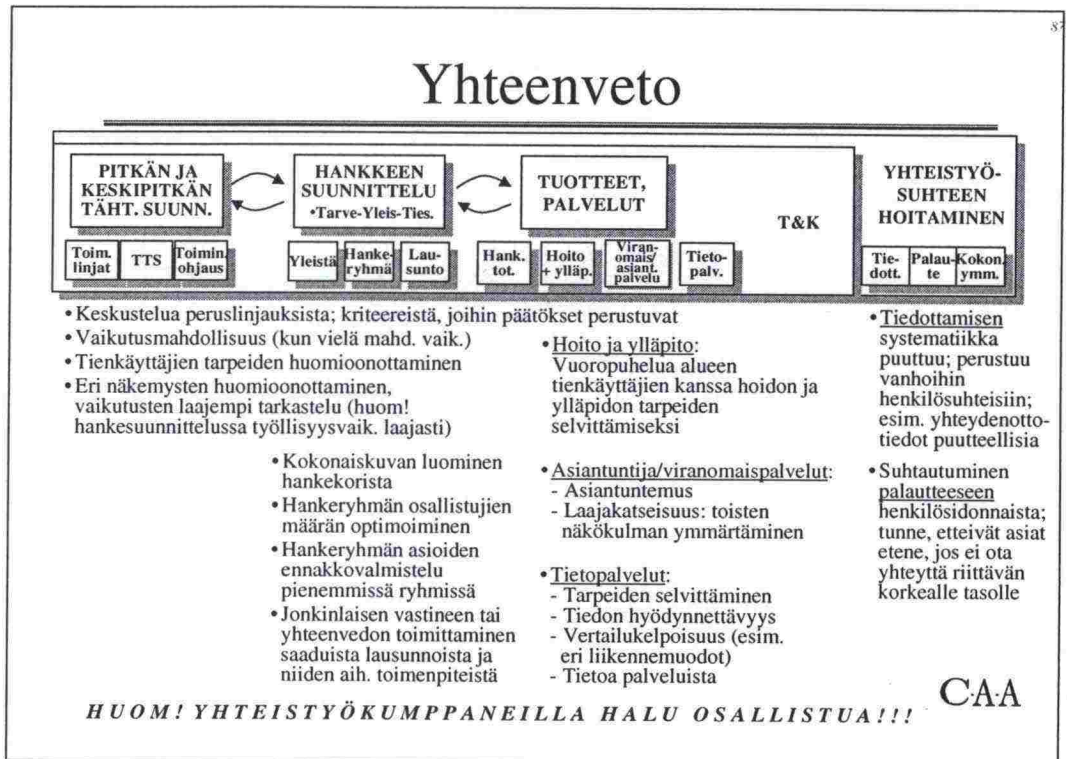 87
Yhteenveto
PITKÄN JA
KESKIPITKÄN
TÄHT. SUUNN.
HANKKEEN
SUUNNITTELU
•Tarve-Yleis-Ties.
TUOTTEET,
PALVELUT
T&K
YHTEISTYÖ-
SUHTEEN
HOITAMINEN
Toim.
linjat
TTS
Toimin.
ohjaus
Yleistä
Hanke-
ryhmä
Lau-
sunto
Hank.
tot.
Hoito
+ ylläp.
Viran-
omais/
asiant.
palvelu
Tieto-
palv.
Tie-
dott.
Palau-
te
Kokon.
ymm.
• Keskustelua peruslinjauksista; kriteereistä, joihin päätökset perustuvat
• Vaikutusmahdollisuus (kun vielä mahd. vaik.)
• Tienkäyttäjien tarpeiden huomioonottaminen
• Eri näkemysten huomioonottaminen,
vaikutusten laajempi tarkastelu (huom!
hankesuunnittelussa työllisyysvaik. laajasti)
• Kokonaiskuvan luominen
hankekorista
• Hankeryhmän osallistujien
määrän optimoiminen
• Hankeryhmän asioiden
ennakkovalmistelu
pienemmissä ryhmissä
• Jonkinlaisen vastineen tai
yhteenvedon toimittaminen
saaduista lausunnoista ja
niiden aih. toimenpiteistä
• Hoito ja ylläpito:
Vuoropuhelua alueen
tienkäyttäjien kanssa hoidon ja
ylläpidon tarpeiden
selvittämiseksi
• Asiantuntija/viranomaispalvelut:
- Asiantuntemus
- Laajakatseisuus: toisten
näkökulman ymmärtäminen
• Tietopalvelut:
- Tarpeiden selvittäminen
- Tiedon hyödynnettävyys
- Vertailukelpoisuus (esim.
eri liikennemuodot)
- Tietoa palveluista
• Tiedottamisen
systematiikka
puuttuu; perustuu
vanhoihin
henkilösuhteisiin;
esim. yhteydenotto-
tiedot puutteellisia
• Suhtautuminen
palautteeseen
henkilösidonnaista;
tunne, etteivät asiat
etene, jos ei ota
yhteyttä riittävän
korkealle tasolle
HUOM! YHTEISTYÖKUMPPANEILLA HALU OSALLISTUA!!!
C·A·A